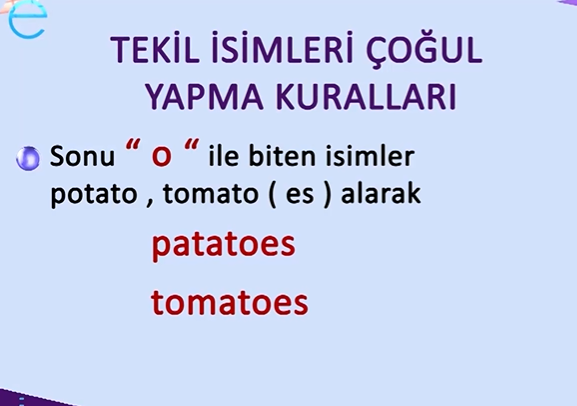 e
TEKİL İSİMLERİ ÇOĞUL
YAPMA KURALLARI
Sonu “ o “ ile biten isimler
potato , tomato ( es ) alarak
patatoes
tomatoes